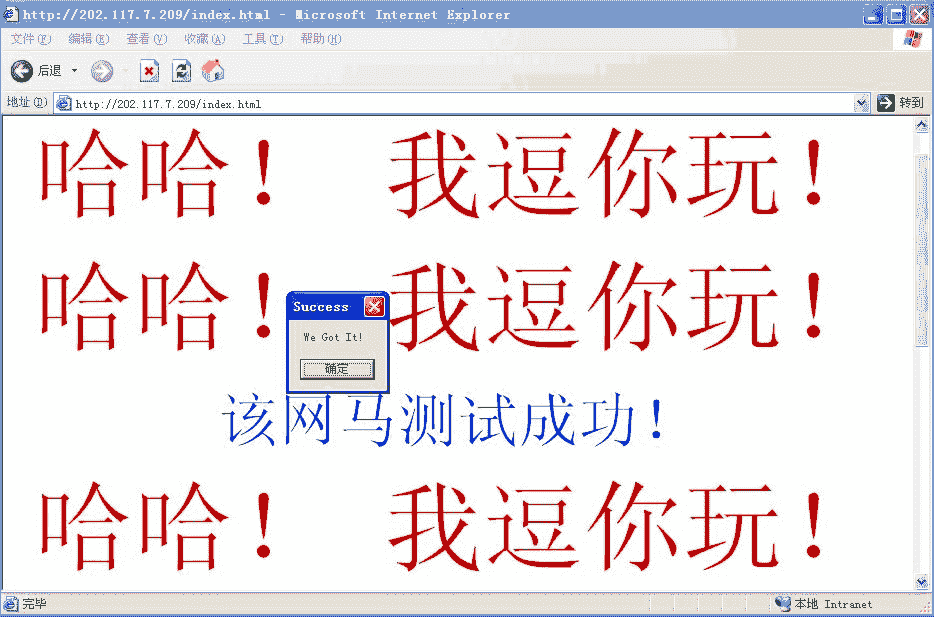 http://202.117.7.209/index.html - Microsoft Internet Explorer
文件(F) 编辑(E) 查看(V) 收藏(A) 工具(T) 帮助(H)
后退
地址(D) http://202.117.7.209/index.html 转到
哈哈！ 我逗你玩！
哈哈！ 我逗你玩！
Success
We Got It!
确定
该网马测试成功！
哈哈！ 我逗你玩！
完毕 本地 Intranet